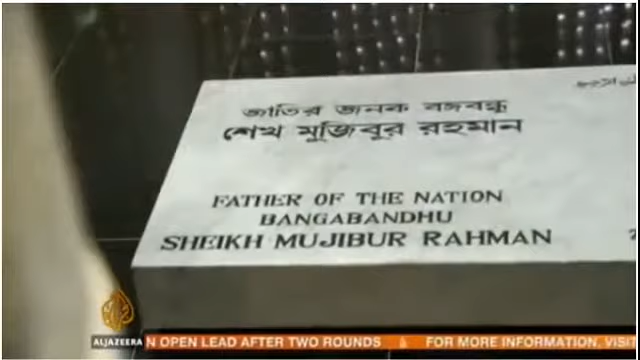 জাতির জনক বঙ্গবন্ধু
শেখ মুজিবুর রহমান
FATHER OF THE NATION
BANGABANDHU
SHEIKH MUJIBUR RAHMAN
ALJAZEERA
N OPEN LEAD AFTER TWO ROUNDS FOR MORE INFORMATION, VISIT